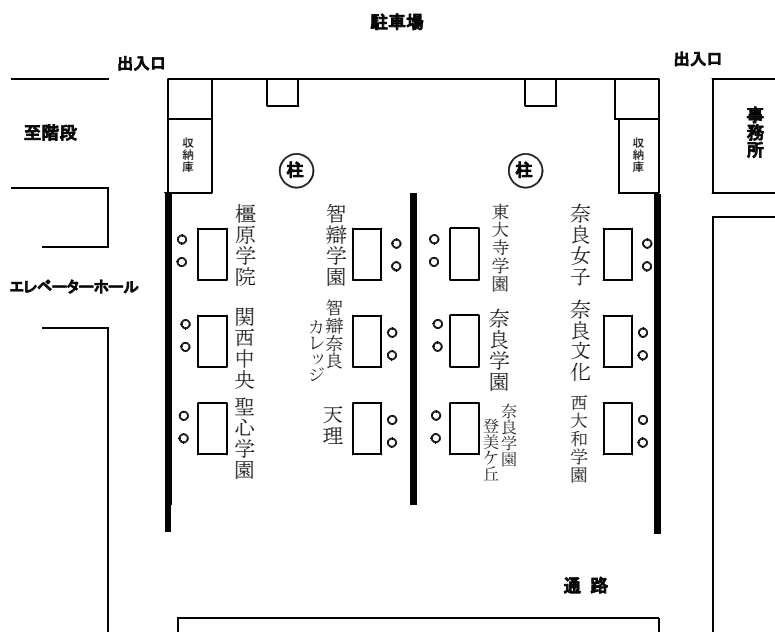 駐車場
出入口
出入口
至階段
事務所
収納庫
収納庫
柱
柱
橿原学院
智辯学園
東大寺学園
奈良女子
エレベーターホール
関西中央
智辯奈良
カレッジ
奈良学園
奈良文化
聖心学園
天理
奈良学園
登美ケ丘
西大和学園
通路